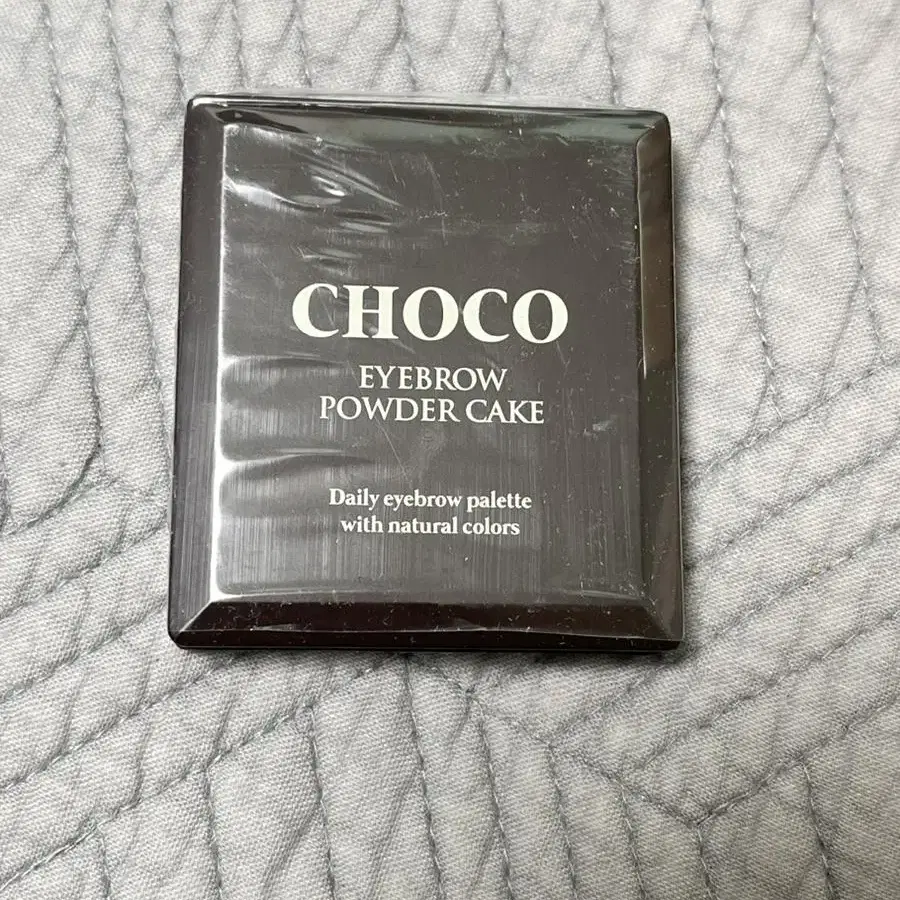 CHOCO
EYEBROW
POWDER CAKE
Daily eyebrow palette
with natural colors